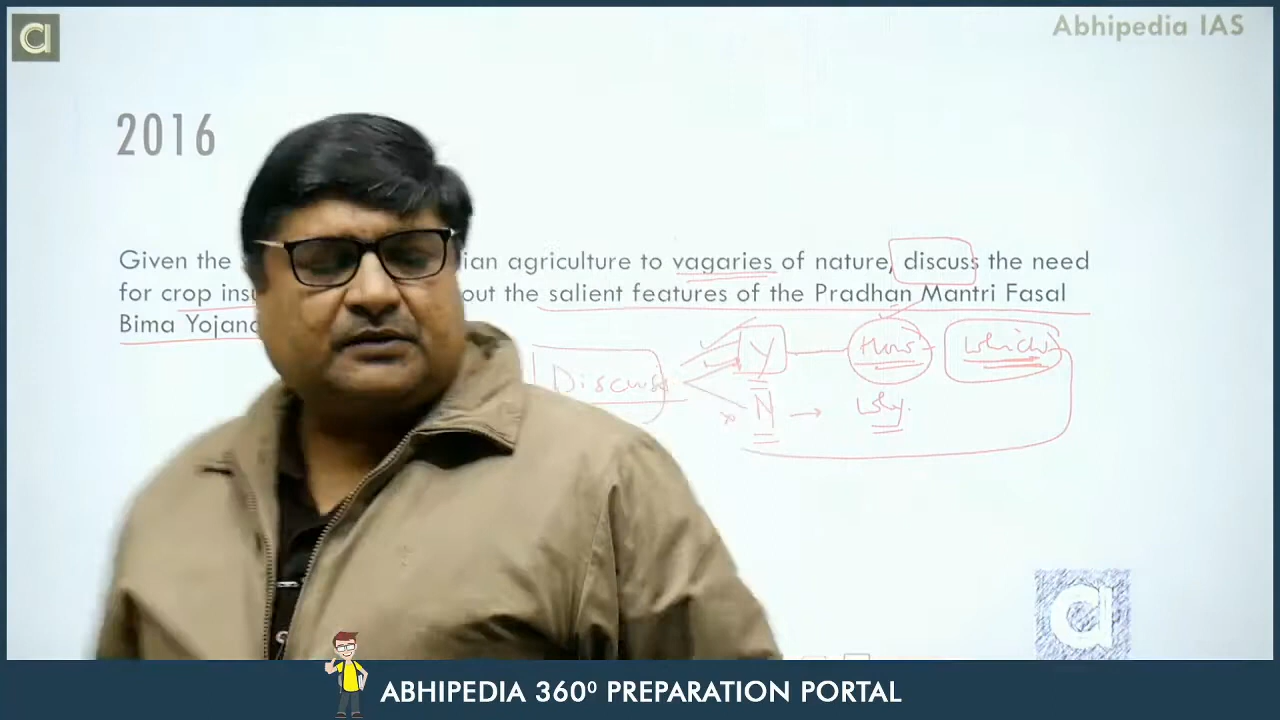 Abhipedia IAS
2016
Given the ian agriculture to vagaries of nature, discuss the need
for crop insu out the salient features of the Pradhan Mantri Fasal
Bima Yojana
Y How Which
Discuss
N → Why.
ABHIPEDIA 360⁰ PREPARATION PORTAL